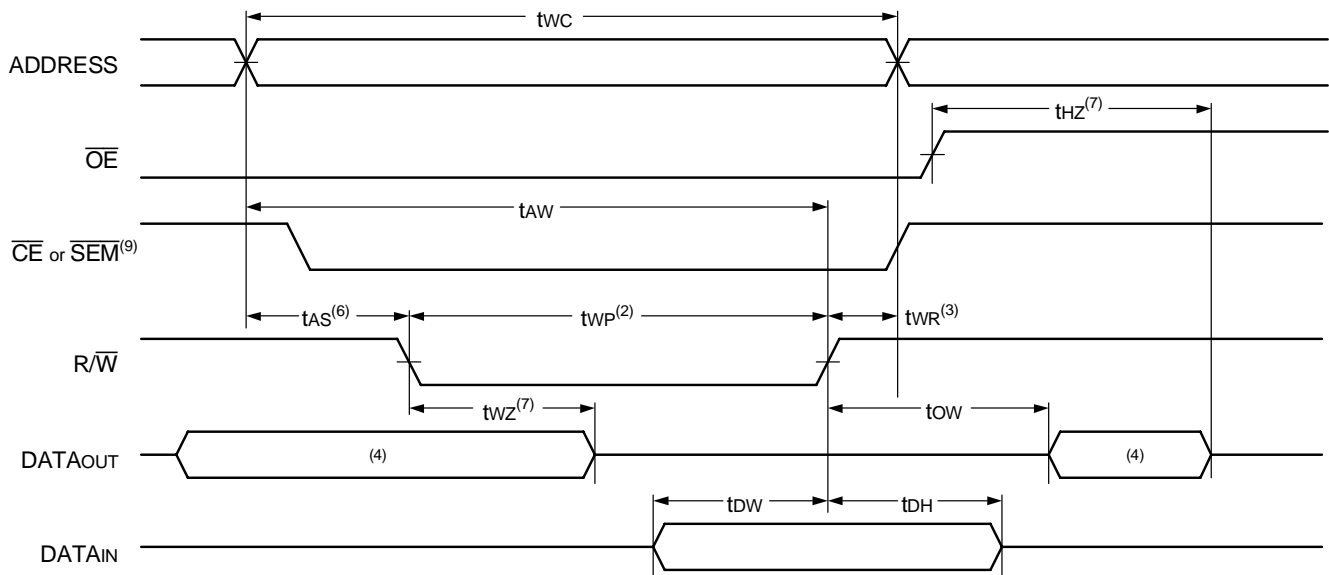 tWC
ADDRESS
tHZ(7)
OE
tAW
CE or SEM(9)
tAS(6) tWP(2) tWR(3)
R/W
tWZ(7) tOW
DATAOUT (4) (4)
tDW tDH
DATAIN